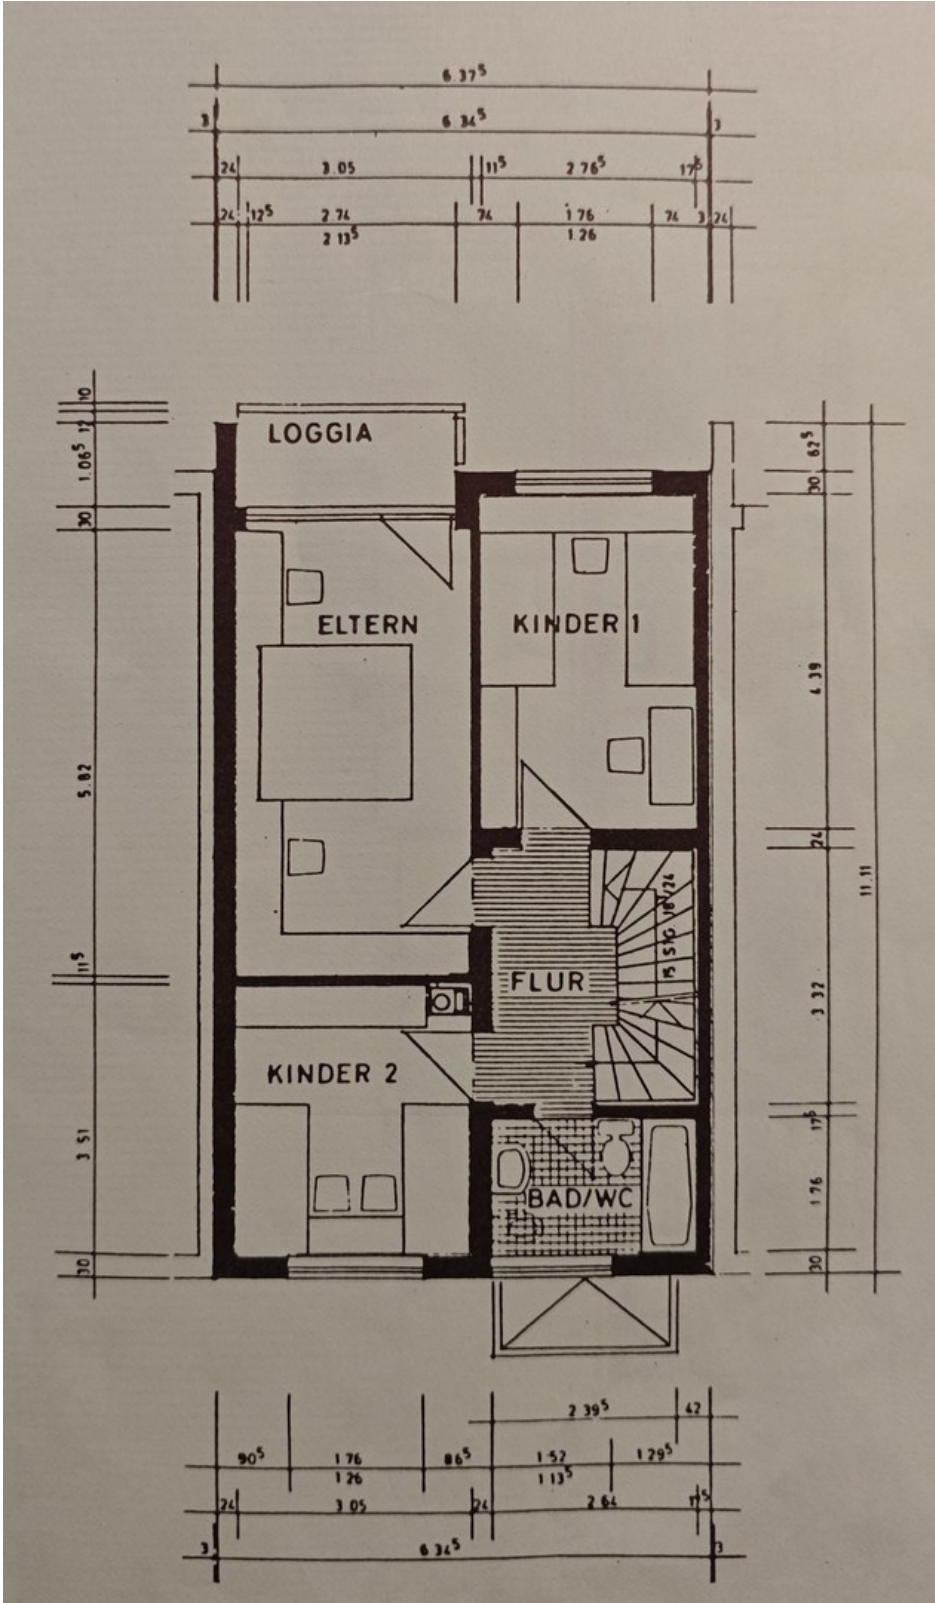 6.37⁵
3 6.34⁵ 3
24 3.05 11⁵ 2.76⁵ 17⁵
24 12⁵ 2.74 74 1.76 74 3 24
2.13⁵ 1.26
10
12
1.06⁵
30
5.82
11⁵
3.51
30
LOGGIA
ELTERN
KINDER 1
FLUR
15 STG 18/24
KINDER 2
BAD/WC
62⁵
30
4.39
24
3.32
17⁵
1.76
30
11.11
2.39⁵ 42
90⁵ 1.76 86⁵ 1.52 1.29⁵
1.26 1.13⁵
24 3.05 24 2.64 17⁵
3 6.34⁵ 3